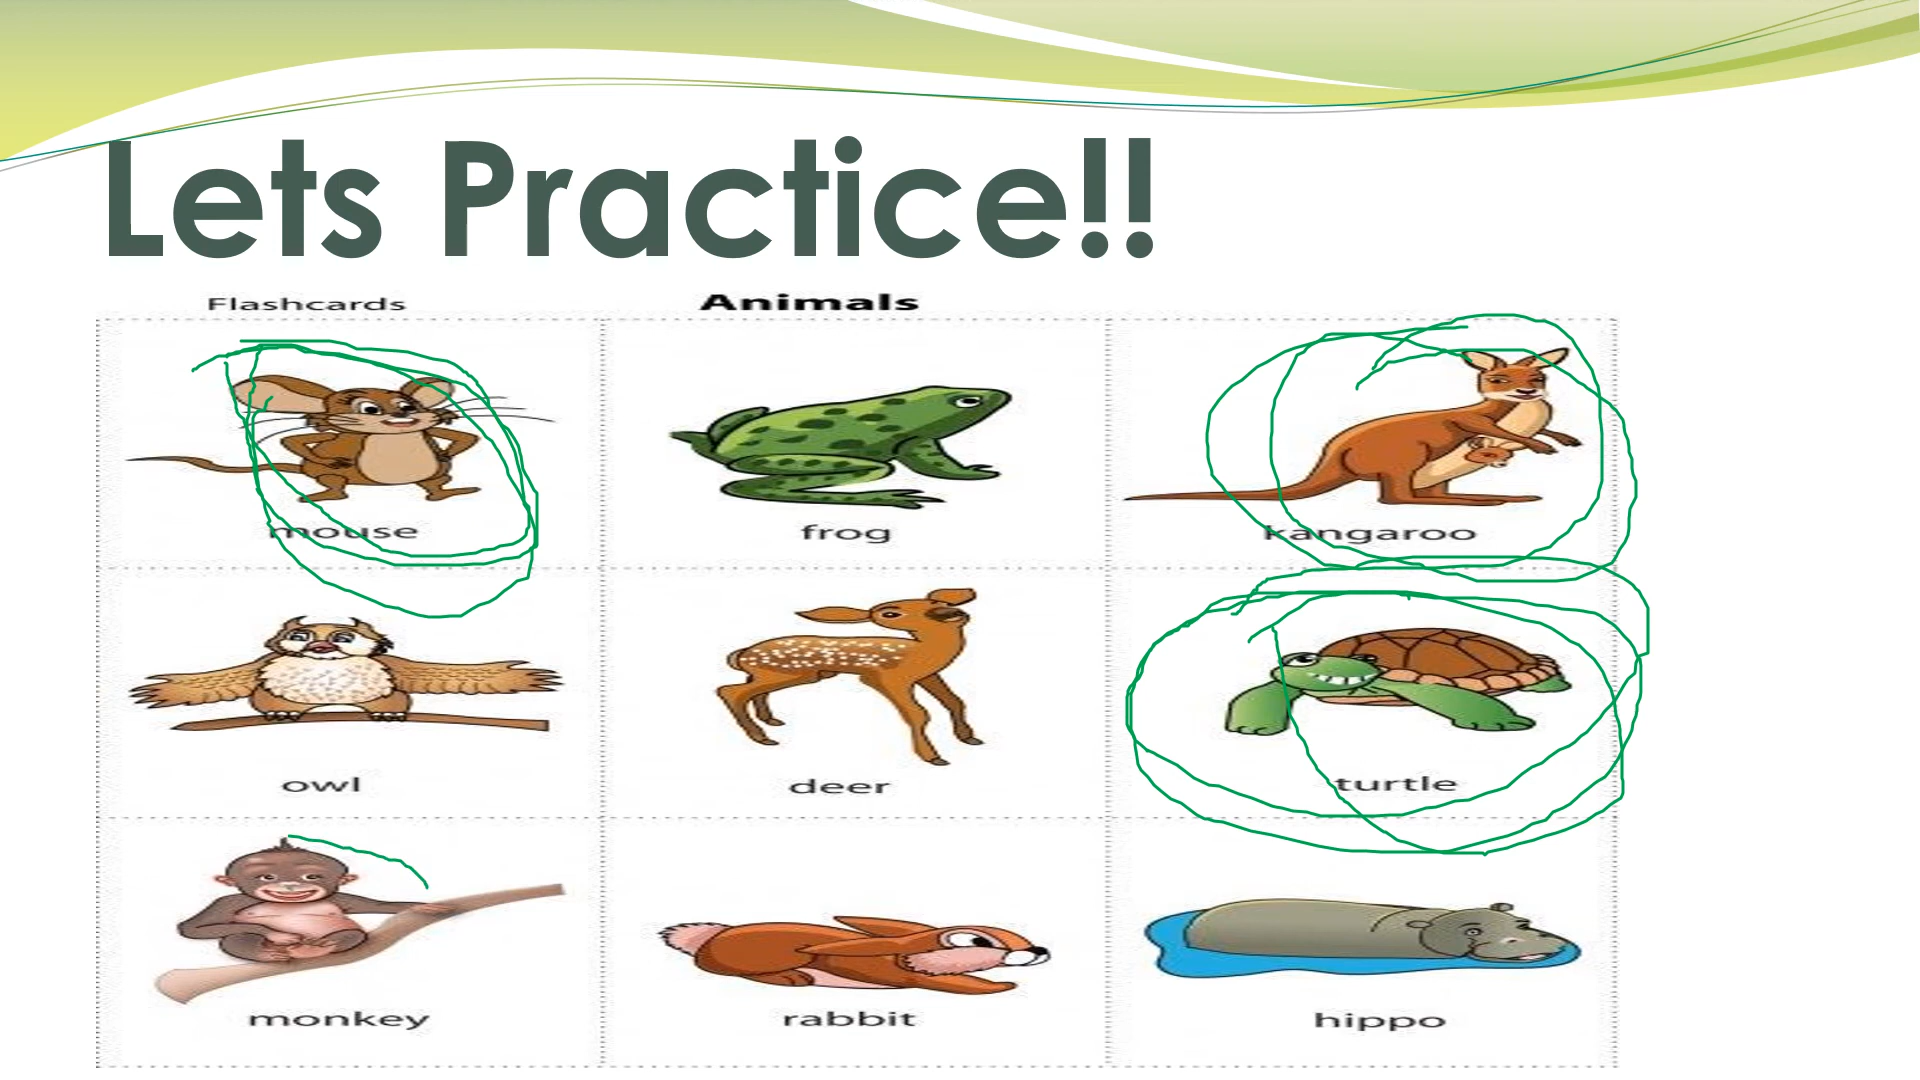 Lets Practice!!
Flashcards Animals
mouse frog kangaroo
owl deer turtle
monkey rabbit hippo